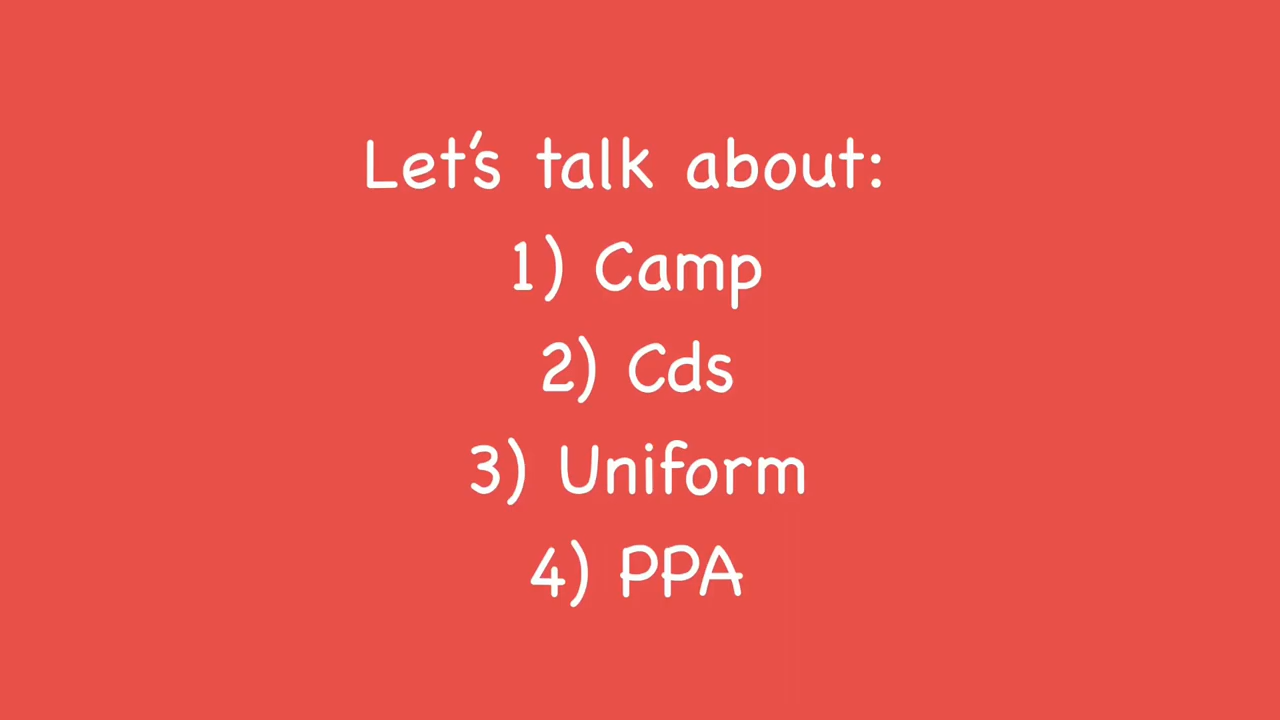 Let's talk about:
1) Camp
2) Cds
3) Uniform
4) PPA